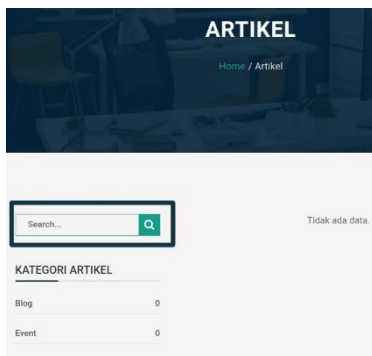 ARTIKEL
Home / Artikel
Search...
Tidak ada data.
KATEGORI ARTIKEL
Blog 0
Event 0